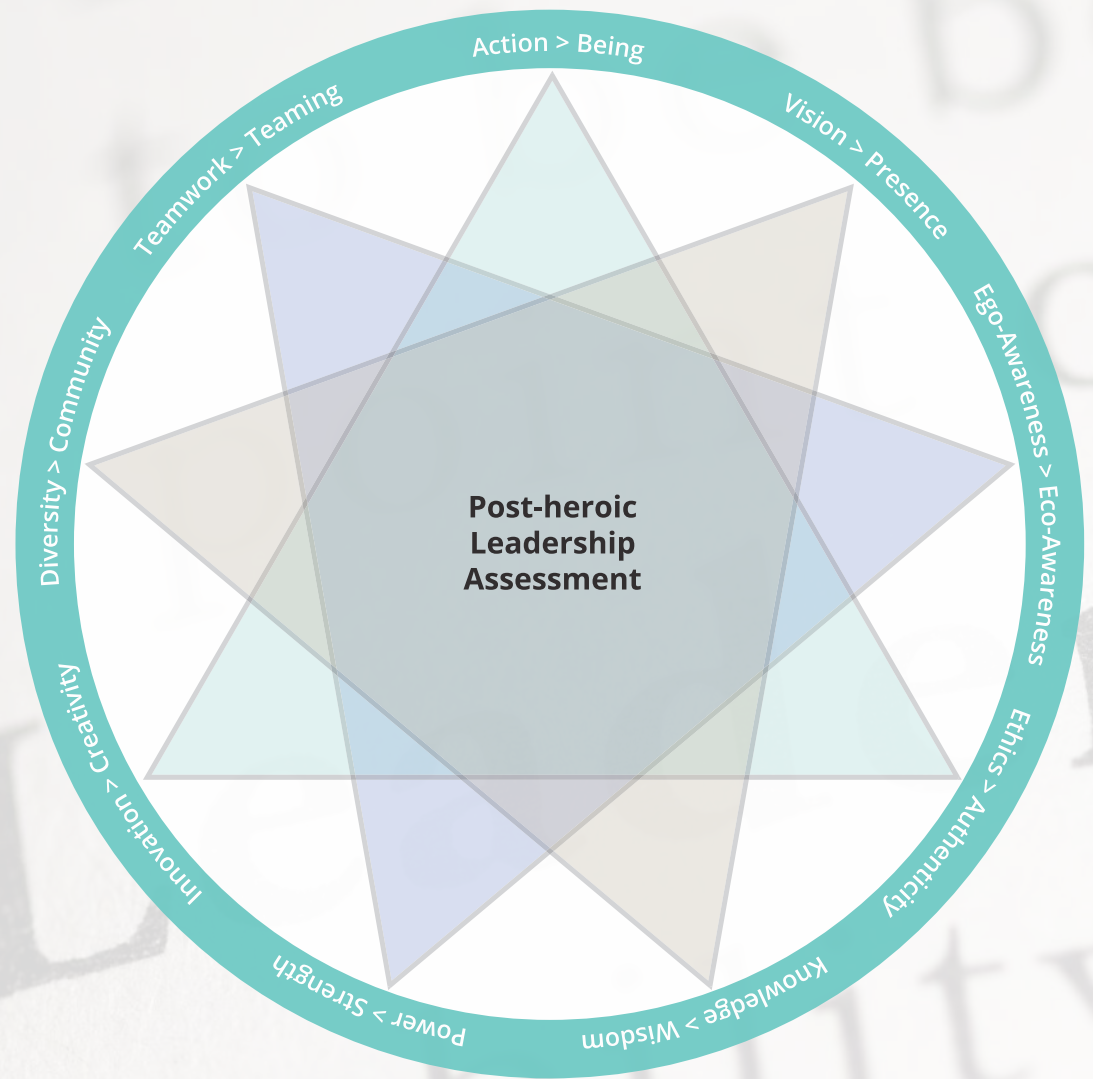 Action > Being
Vision > Presence
Ego-Awareness > Eco-Awareness
Ethics > Authenticity
Knowledge > Wisdom
Power > Strength
Innovation > Creativity
Diversity > Community
Teamwork > Teaming
Post-heroic
Leadership
Assessment